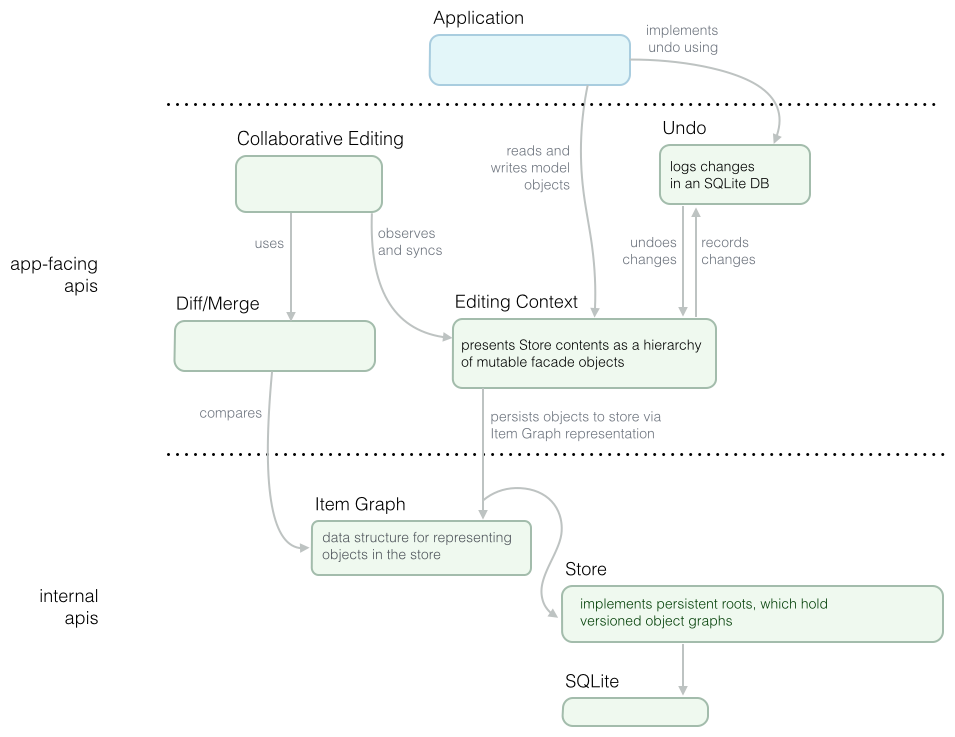 Application
implements
undo using
Collaborative Editing
Undo
reads and
writes model
objects
logs changes
in an SQLite DB
uses
observes
and syncs
undoes
changes
records
changes
app-facing
apis
Diff/Merge
Editing Context
presents Store contents as a hierarchy
of mutable facade objects
compares
persists objects to store via
Item Graph representation
Item Graph
data structure for representing
objects in the store
Store
internal
apis
implements persistent roots, which hold
versioned object graphs
SQLite